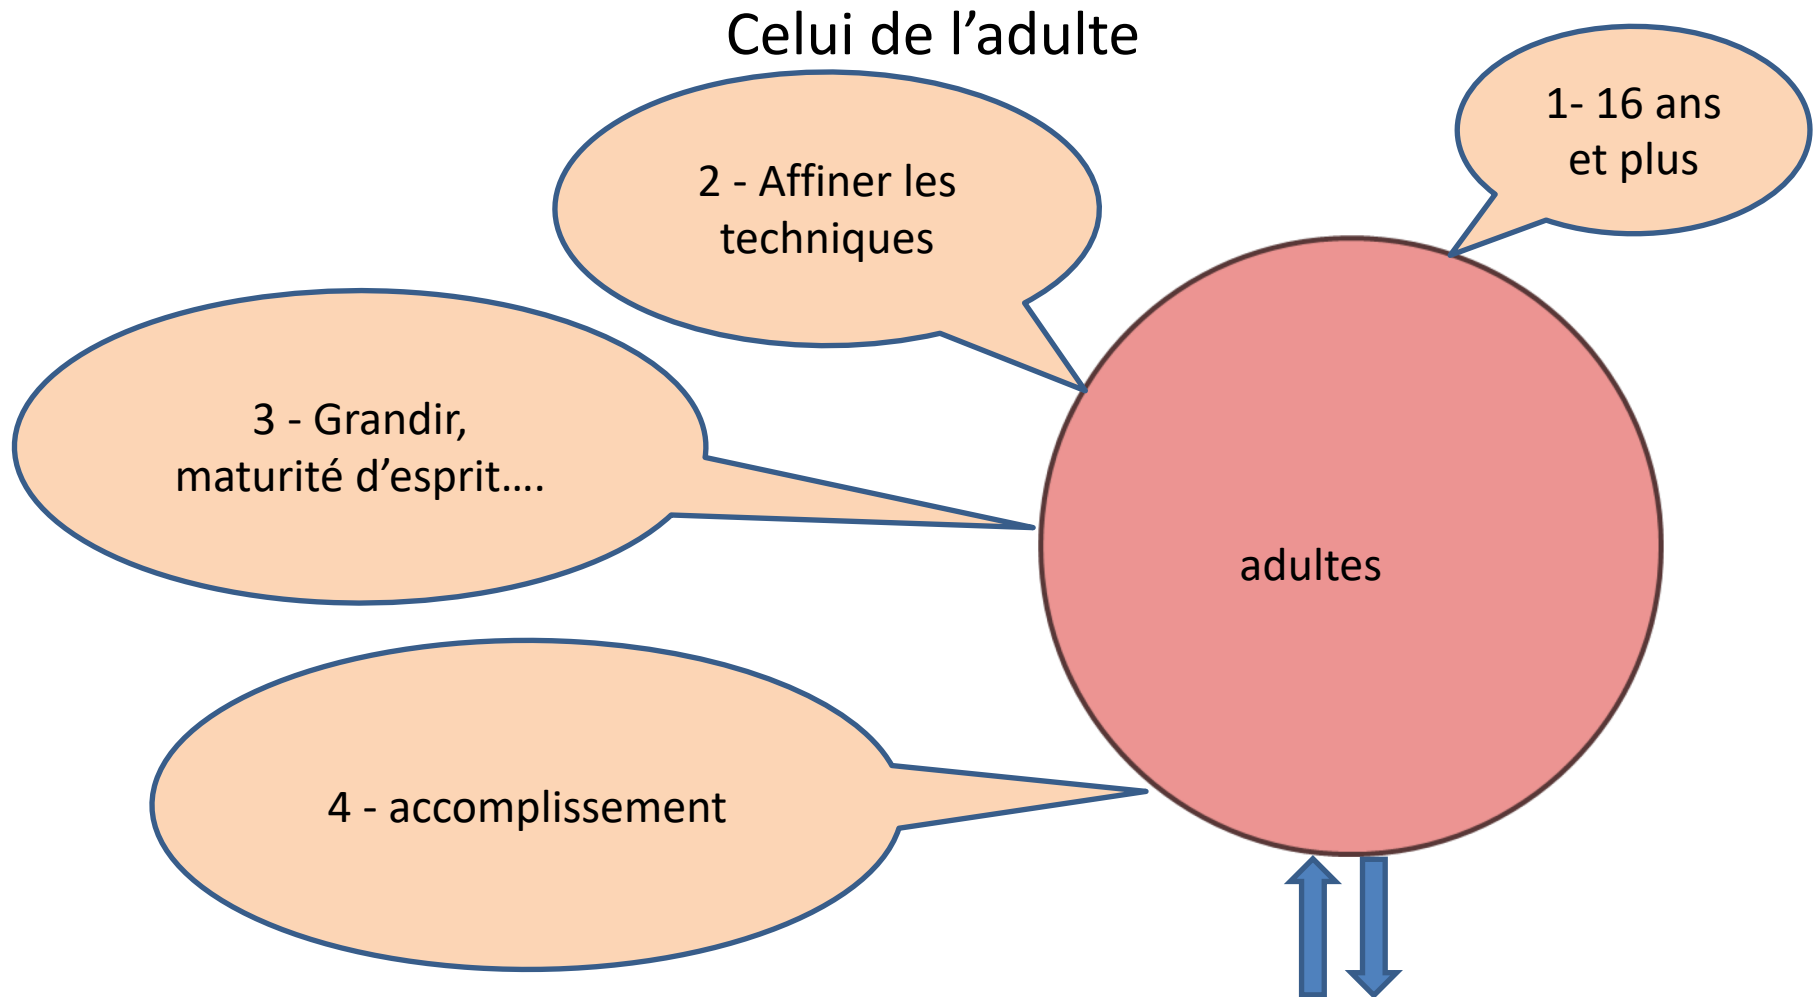 Celui de l’adulte
1- 16 ans
et plus
2 - Affiner les
techniques
3 - Grandir,
maturité d’esprit….
adultes
4 - accomplissement